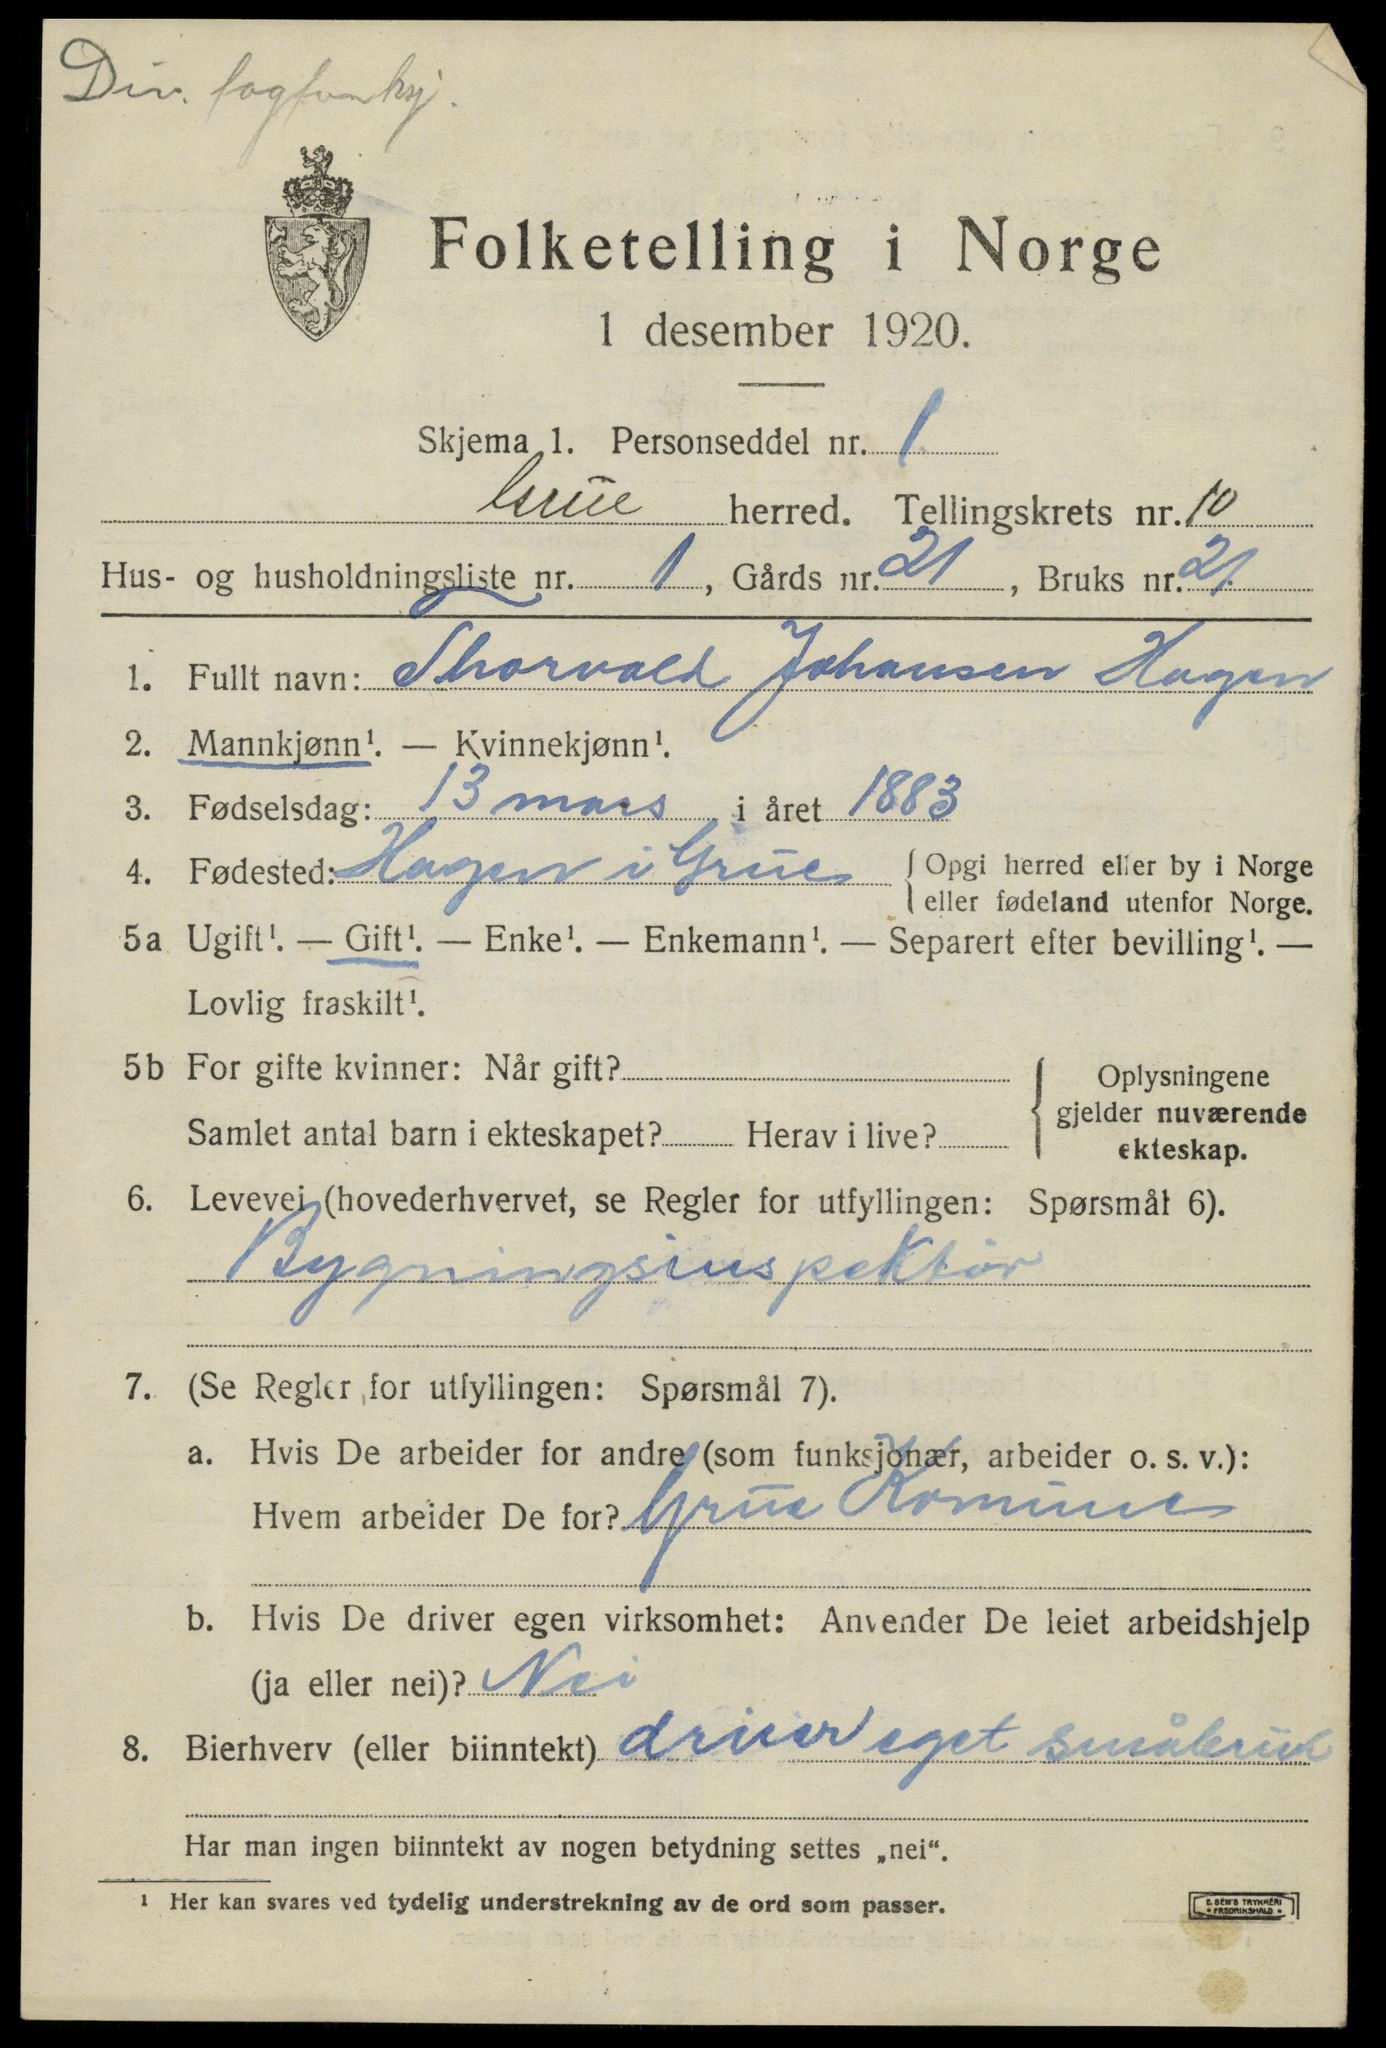 Div. fagfunksj.
Folketelling i Norge
1 desember 1920.
Skjema 1. Personseddel nr. 1
Grue herred. Tellingskrets nr. 10
Hus- og husholdningsliste nr. 1, Gårds nr. 21, Bruks nr. 21.
1. Fullt navn: Thorvald Johansen Hagen
2. Mannkjønn¹. — Kvinnekjønn¹.
3. Fødselsdag: 13 mars i året 1883
4. Fødested: Hagen i Grue { Opgi herred eller by i Norge
eller fødeland utenfor Norge.
5a Ugift¹. — Gift¹. — Enke¹. — Enkemann¹. — Separert efter bevilling¹. —
Lovlig fraskilt¹.
5b For gifte kvinner: Når gift?
Samlet antal barn i ekteskapet? Herav i live?
{ Oplysningene
gjelder nuværende
ekteskap.
6. Levevei (hovederhvervet, se Regler for utfyllingen: Spørsmål 6).
Bygningsinspektør
7. (Se Regler for utfyllingen: Spørsmål 7).
a. Hvis De arbeider for andre (som funksjonær, arbeider o. s. v.):
Hvem arbeider De for? Grue Komune
b. Hvis De driver egen virksomhet: Anvender De leiet arbeidshjelp
(ja eller nei)? Nei
8. Bierhverv (eller biinntekt) driver eget småbruk
Har man ingen biinntekt av nogen betydning settes „nei“.
¹ Her kan svares ved tydelig understrekning av de ord som passer.
E. SEM'S TRYKKERI
• FREDRIKSHALD •